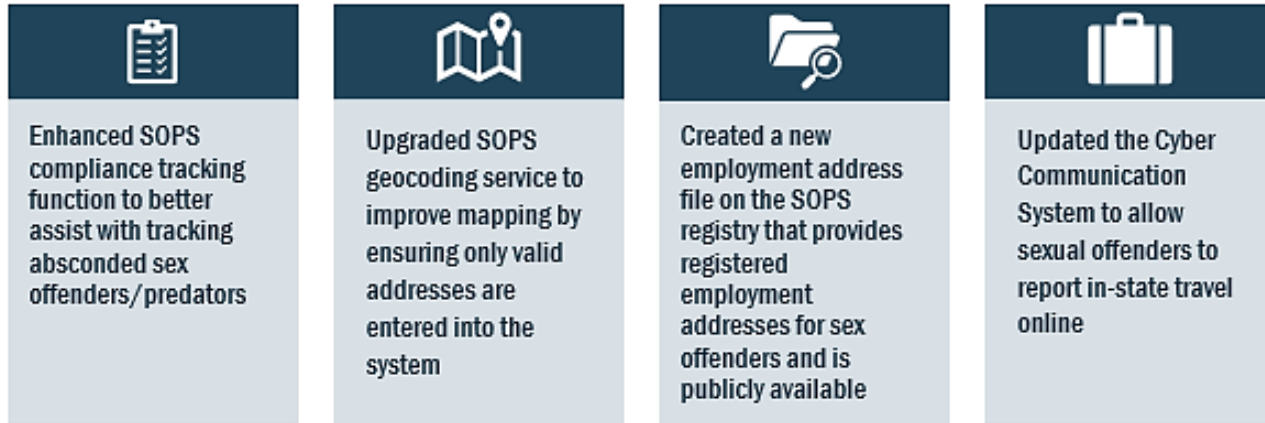 Enhanced SOPS
compliance tracking
function to better
assist with tracking
absconded sex
offenders/predators
Upgraded SOPS
geocoding service to
improve mapping by
ensuring only valid
addresses are
entered into the
system
Created a new
employment address
file on the SOPS
registry that provides
registered
employment
addresses for sex
offenders and is
publicly available
Updated the Cyber
Communication
System to allow
sexual offenders to
report in-state travel
online